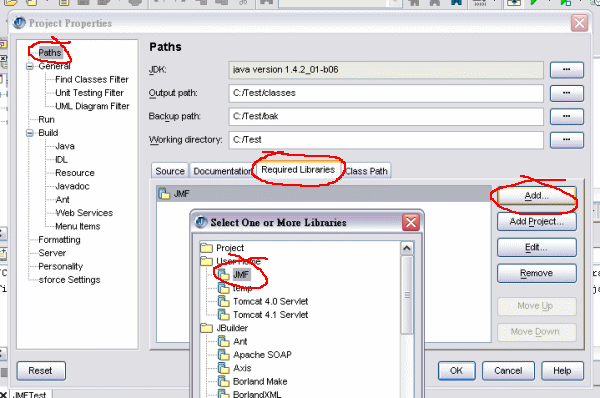 Project Properties
Paths
General
Find Classes Filter
Unit Testing Filter
UML Diagram Filter
Run
Build
Java
IDL
Resource
Javadoc
Ant
Web Services
Menu Items
Formatting
Server
Personality
sforce Settings
Paths
JDK: java version 1.4.2_01-b06 ...
Output path: C:/Test/classes ...
Backup path: C:/Test/bak ...
Working directory: C:/Test ...
Source Documentation Required Libraries Class Path
JMF
Add...
Add Project...
Edit...
Remove
Move Up
Move Down
Select One or More Libraries
Project
User Home
JMF
temp
Tomcat 4.0 Servlet
Tomcat 4.1 Servlet
JBuilder
Ant
Apache SOAP
Axis
Borland Make
BorlandXML
Reset OK Cancel Help
JMFTest